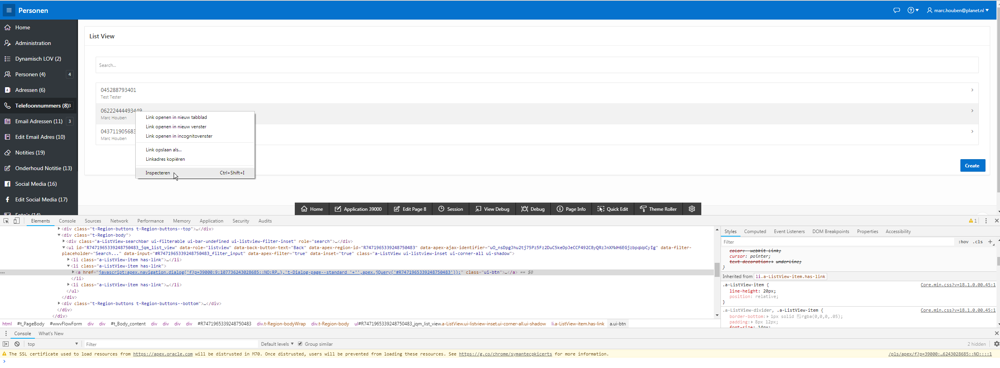 Personen
marc.houben@planet.nl
Home
Administration
Dynamisch LOV (2)
Personen (4) 4
Adressen (6)
Telefoonnummers (8) 3
Email Adressen (11) 3
Edit Email Adres (10)
Notities (19)
Onderhoud Notitie (13)
Social Media (16)
Edit Social Media (17)
Foto's (14)
List View
Search...
045288793401
Test Tester
06222444493449
Marc Houben
043711905683
Marc Houben
Link openen in nieuw tabblad
Link openen in nieuw venster
Link openen in incognitovenster
Link opslaan als...
Linkadres kopiëren
Inspecteren Ctrl+Shift+I
Create
Home Application 39000 Edit Page 8 Session View Debug Debug Page Info Quick Edit Theme Roller
Elements Console Sources Network Performance Memory Application Security Audits 1
<div class="t-Region-buttons t-Region-buttons--top">…</div>
<div class="t-Region-body">
<div class="a-ListView-searchbar ui-filterable ui-bar-undefined ui-listview-filter-inset" role="search">…</div>
<ul id="R7471965339248750483_jqm_list_view" data-role="listview" data-back-button-text="Back" data-apex-region-id="R7471965339248750483" data-apex-ajax-identifier="uO_nsDpgJhu2tj75Pz5Fz2DuC5keDpJeCCF492C8yQRzJnXMWH6EGjzbpqWpCyIg" data-filter-
placeholder="Search..." data-input="#R7471965339248750483_filter_input" data-apex-filter="true" data-inset="true" class="a-ListView ui-listview-inset ui-corner-all ui-shadow">
<li class="a-ListView-item has-link">…</li>
<li class="a-ListView-item has-link">
<a href="javascript:apex.navigation.dialog('f?p=39000:9:107736243028685::NO:RP…},'t-Dialog-page--standard '+'',apex.jQuery('#R7471965339248750483'));" class="ui-btn">…</a> == $0
</li>
<li class="a-ListView-item has-link">…</li>
</ul>
</div>
<div class="t-Region-buttons t-Region-buttons--bottom">…</div>
</div>
</div>
html #t_PageBody #wwvFlowForm div div #t_Body_content div div div div #R7471965339248750483 div.t-Region-bodyWrap div.t-Region-body ul#R7471965339248750483_jqm_list_view.a-ListView.ui-listview-inset.ui-corner-all.ui-shadow li.a-ListView-item.has-link a.ui-btn
Styles Computed Event Listeners DOM Breakpoints Properties Accessibility
Filter :hov .cls +
color: -webkit-link;
cursor: pointer;
text-decoration: underline;
}
Inherited from li.a-ListView-item.has-link
.a-ListView-item { Core.min.css?v=18.1.0.00.45:1
line-height: 20px;
position: relative;
}
.a-ListView-divider, .a-ListView-item { Core.min.css?v=18.1.0.00.45:1
border-bottom: 1px solid rgba(0,0,0,.05);
padding: 8px 12px;
font-size: 14px;
Console What's New
top Filter Default levels Group similar 2 hidden
The SSL certificate used to load resources from https://apex.oracle.com will be distrusted in M70. Once distrusted, users will be prevented from loading these resources. See https://g.co/chrome/symantecpkicerts for more information. /pls/apex/f?p=39000:…6243028685::NO::::1